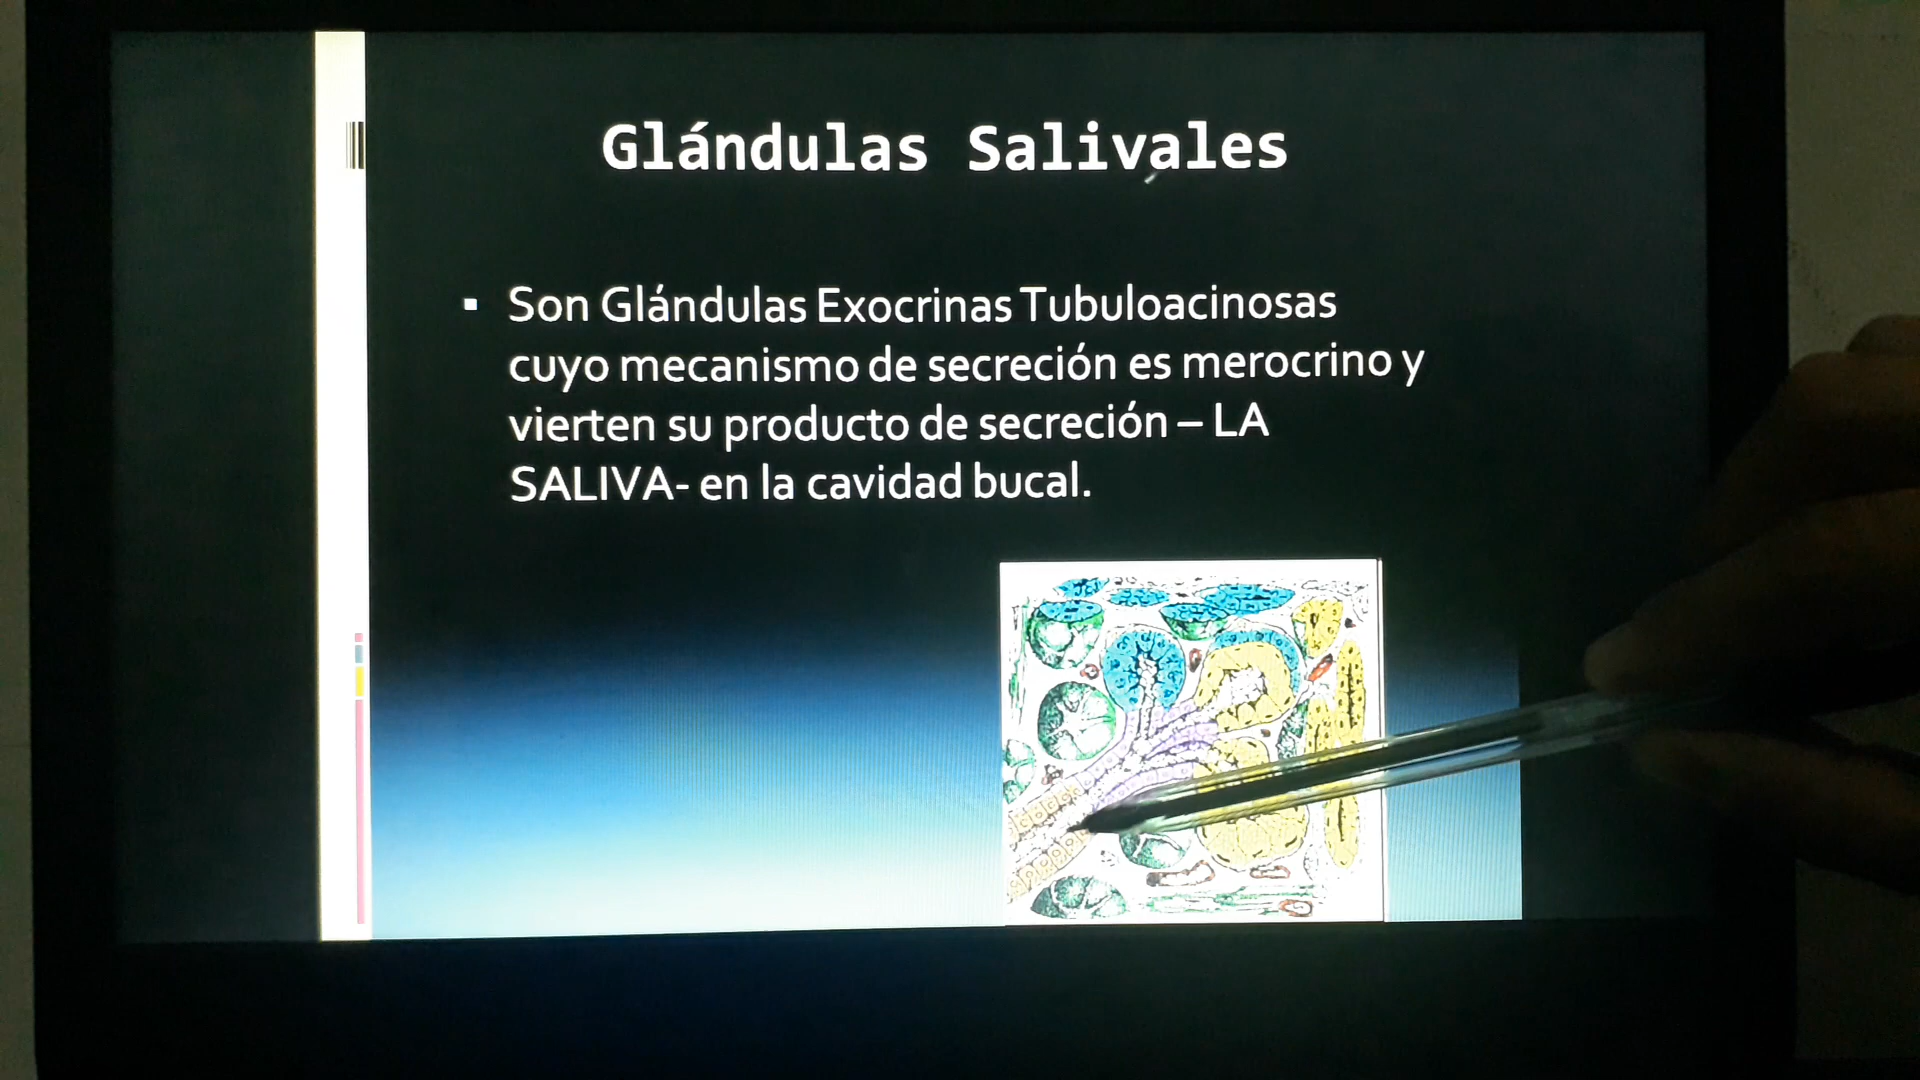 Glándulas Salivales
▪ Son Glándulas Exocrinas Tubuloacinosas
cuyo mecanismo de secreción es merocrino y
vierten su producto de secreción – LA
SALIVA- en la cavidad bucal.